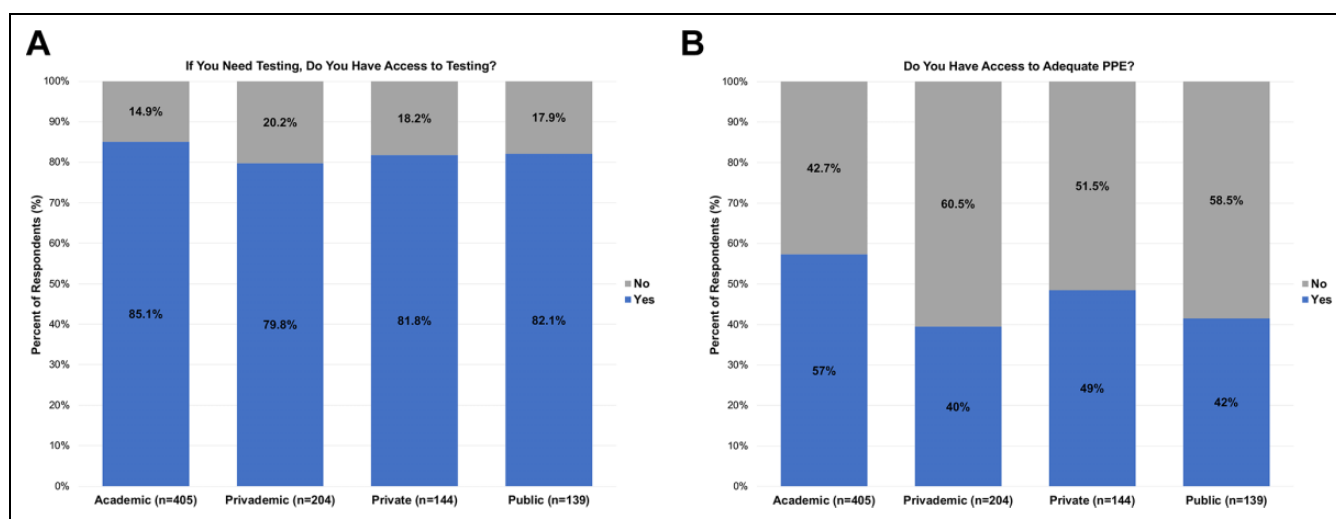 A
If You Need Testing, Do You Have Access to Testing?
Percent of Respondents (%)
100%
90%
80%
70%
60%
50%
40%
30%
20%
10%
0%
14.9%
20.2%
18.2%
17.9%
85.1%
79.8%
81.8%
82.1%
No
Yes
Academic (n=405)
Privademic (n=204)
Private (n=144)
Public (n=139)
B
Do You Have Access to Adequate PPE?
Percent of Respondents (%)
100%
90%
80%
70%
60%
50%
40%
30%
20%
10%
0%
42.7%
60.5%
51.5%
58.5%
57%
40%
49%
42%
No
Yes
Academic (n=405)
Privademic (n=204)
Private (n=144)
Public (n=139)